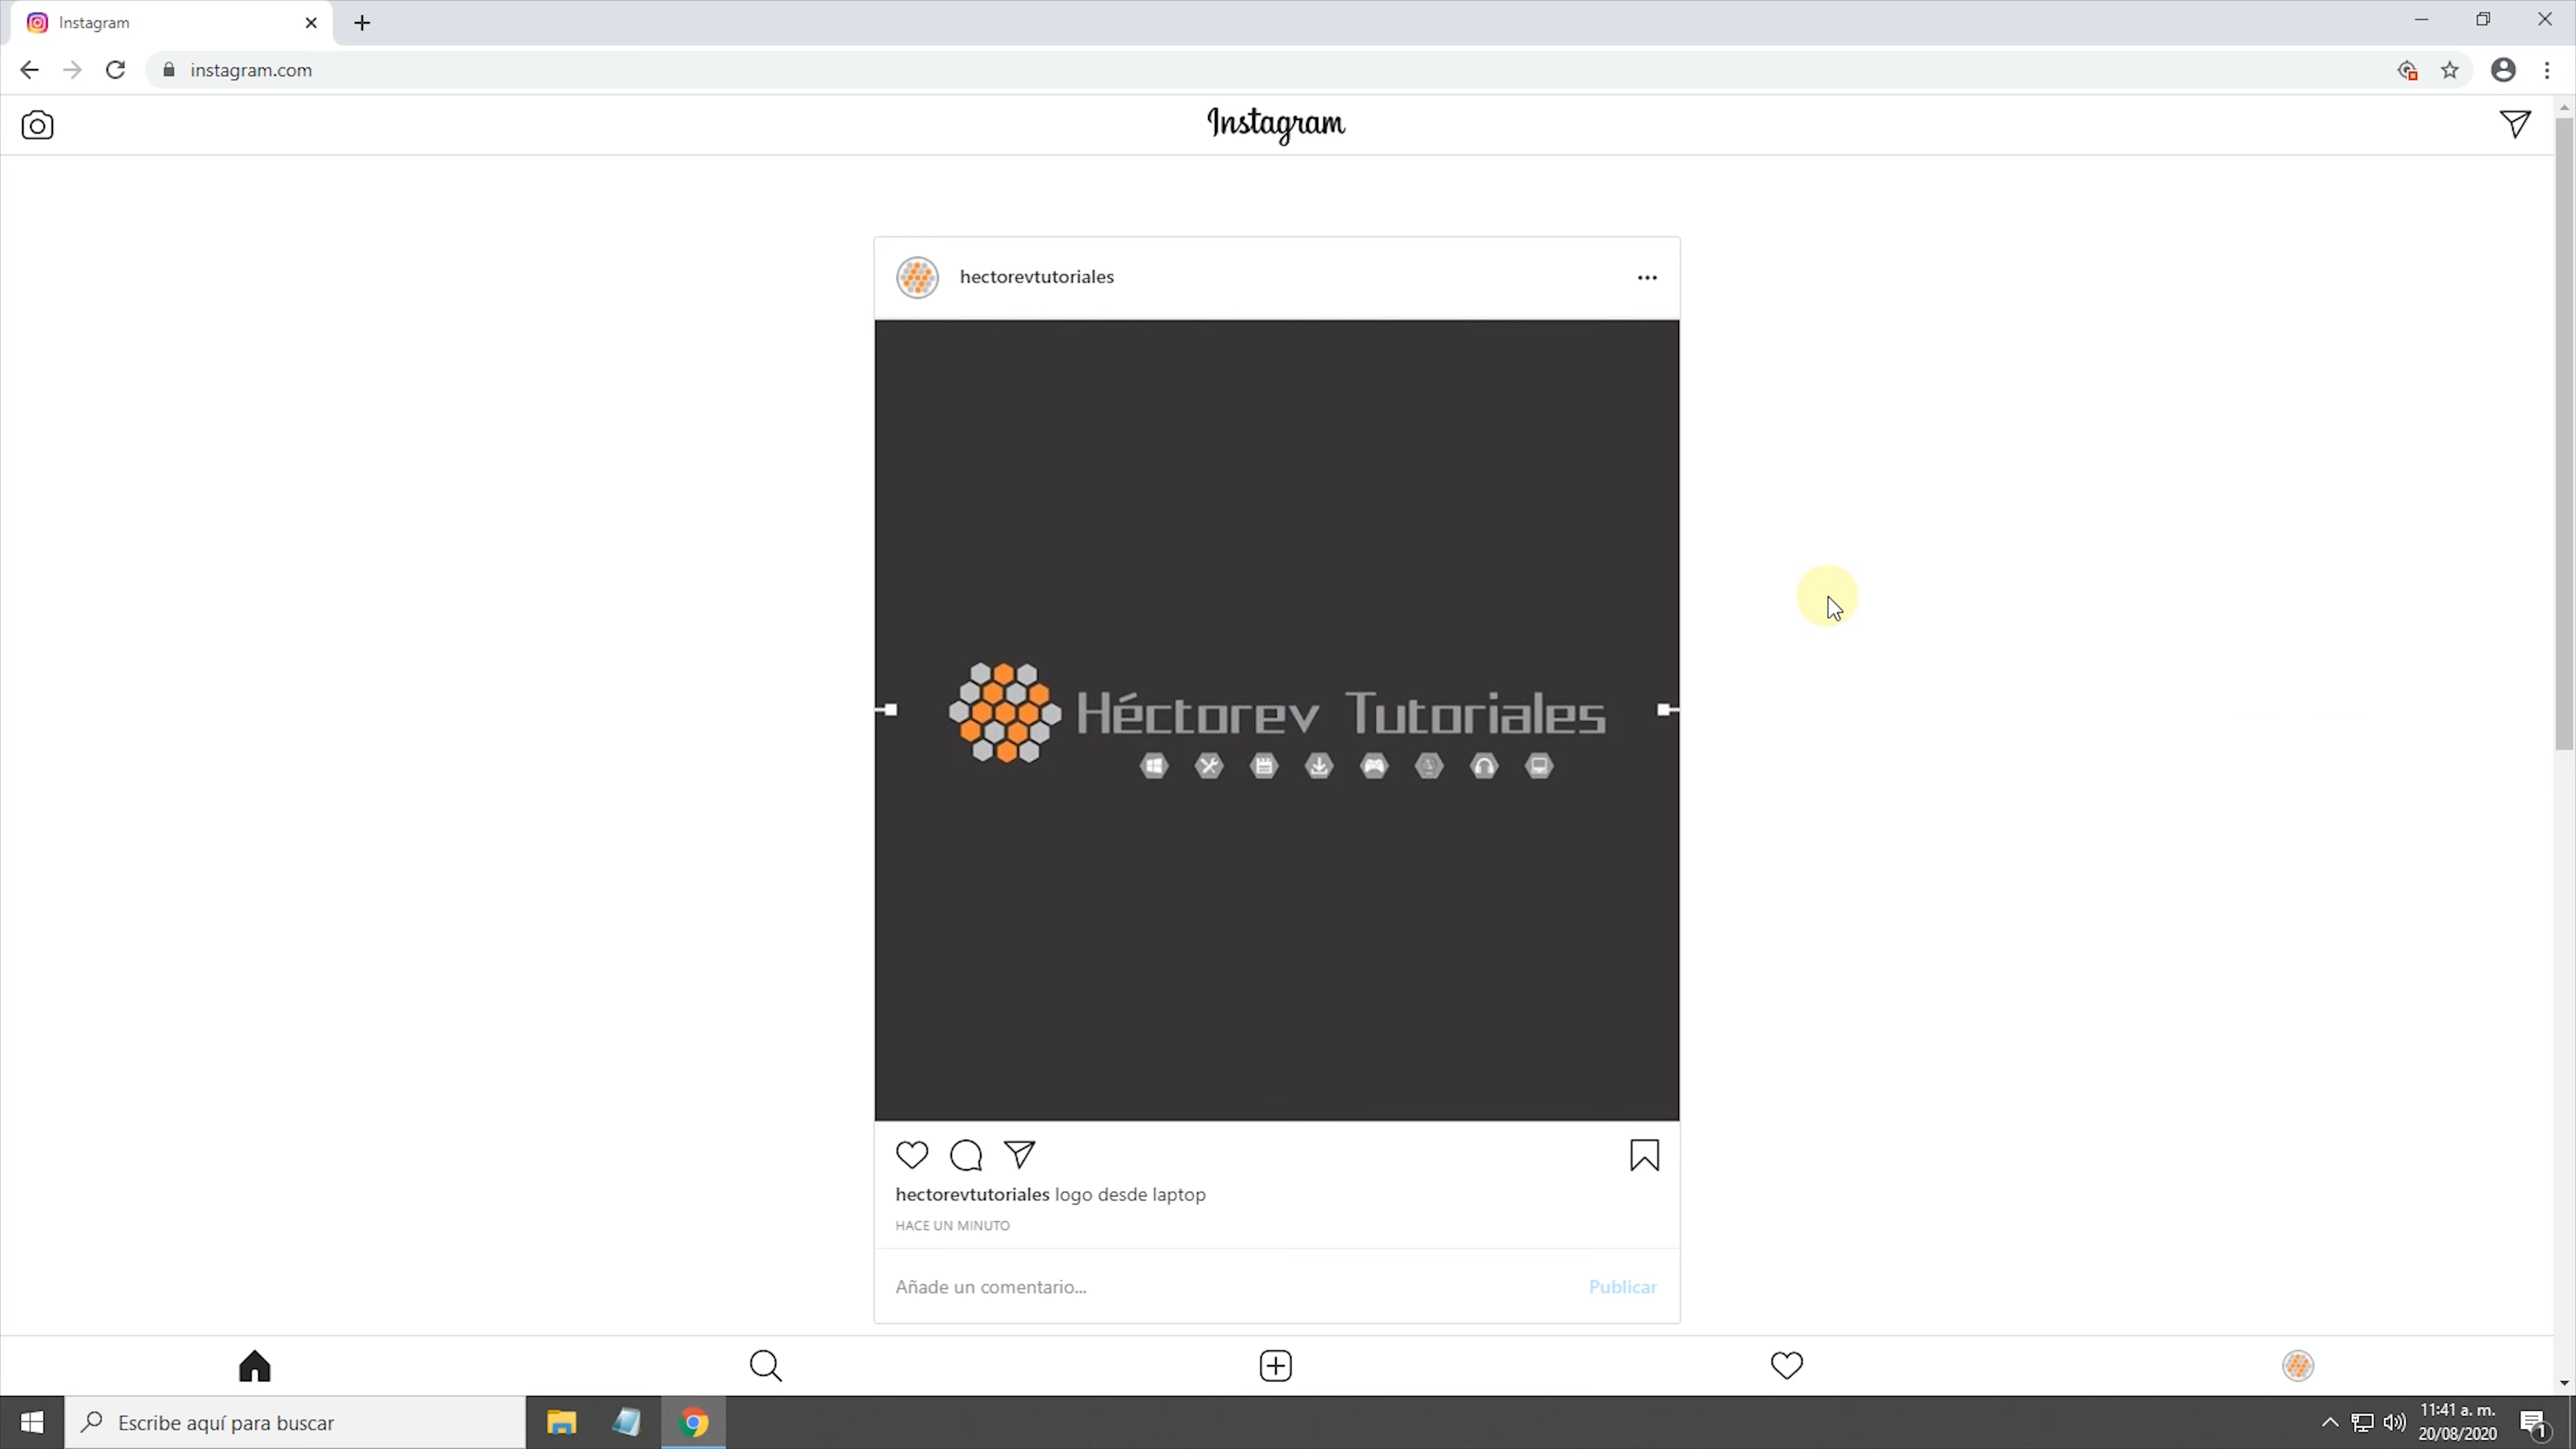 Instagram
instagram.com
Instagram
hectorevtutoriales
Héctorev Tutoriales
hectorevtutoriales logo desde laptop
HACE UN MINUTO
Añade un comentario...
Publicar
Escribe aquí para buscar
11:41 a. m.
20/08/2020
1